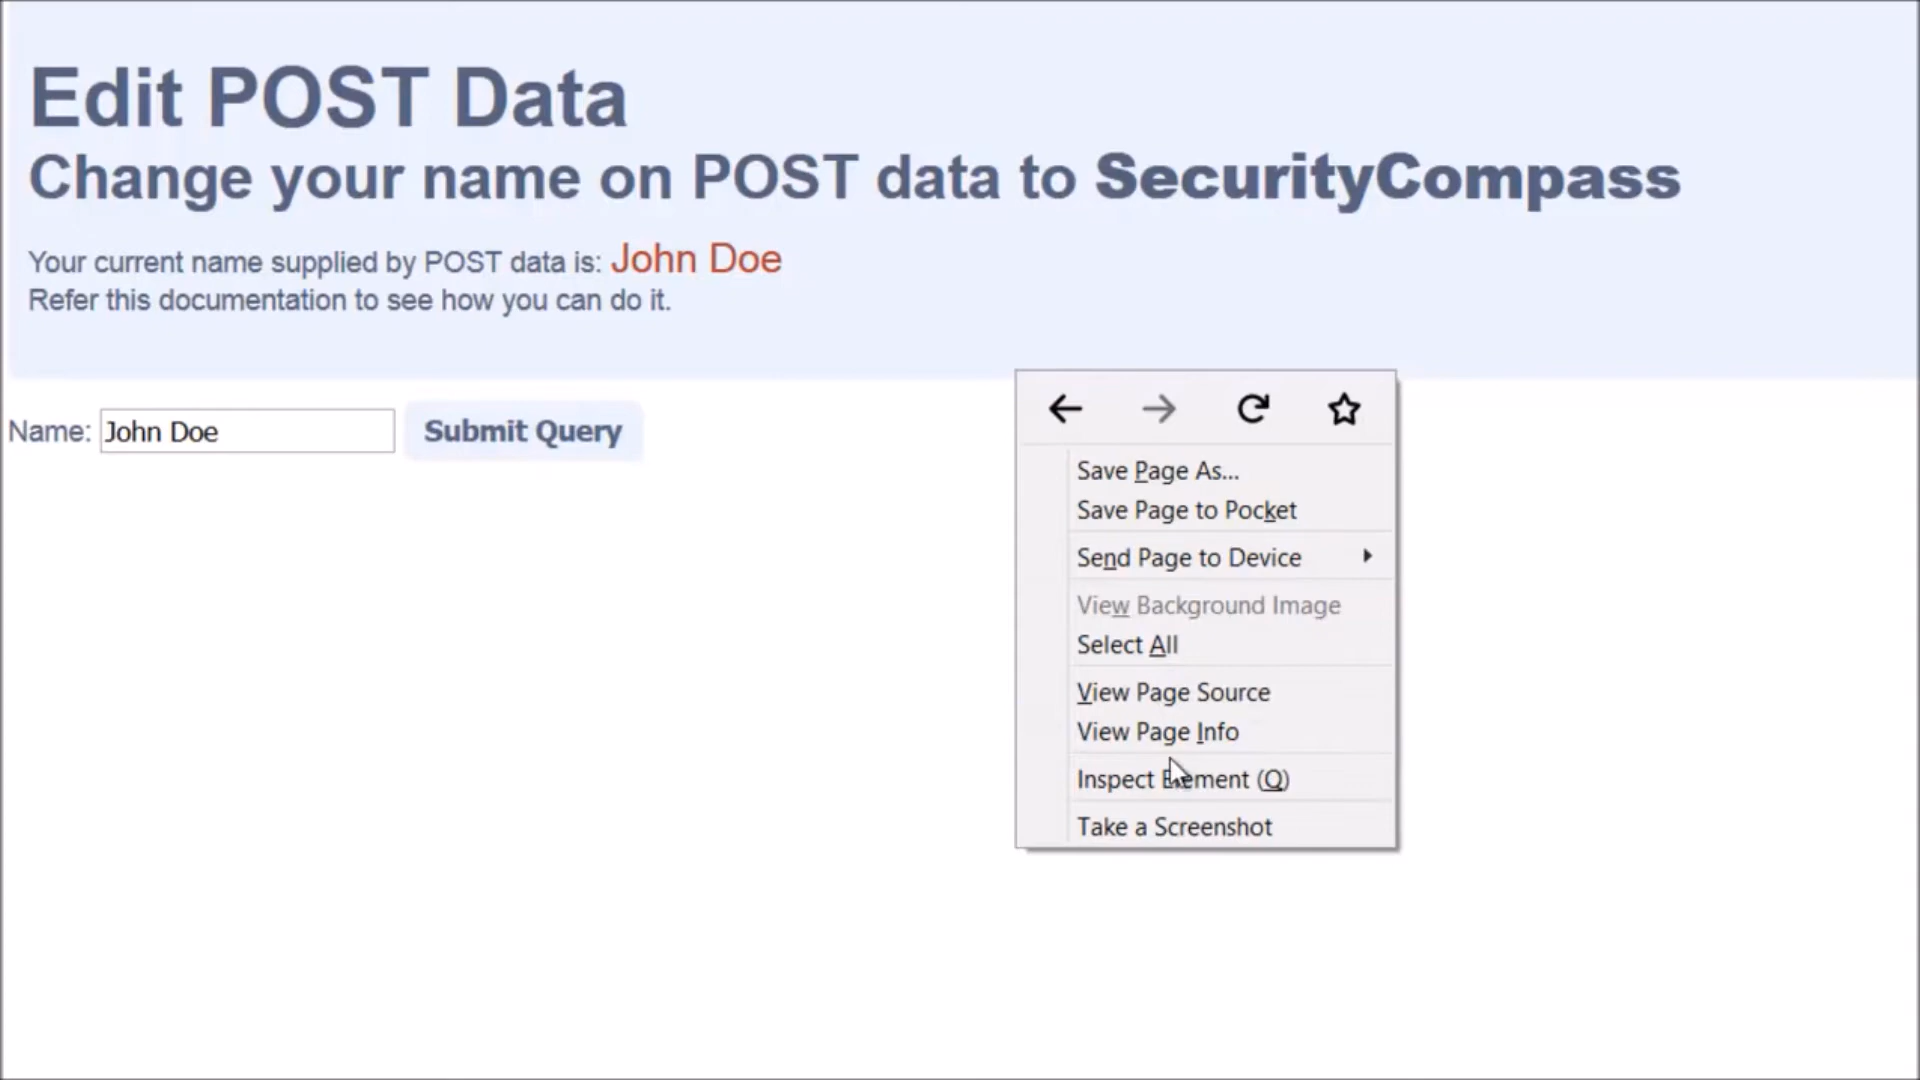 Edit POST Data
Change your name on POST data to SecurityCompass
Your current name supplied by POST data is: John Doe
Refer this documentation to see how you can do it.
Name: John Doe Submit Query
Save Page As...
Save Page to Pocket
Send Page to Device
View Background Image
Select All
View Page Source
View Page Info
Inspect Element (Q)
Take a Screenshot